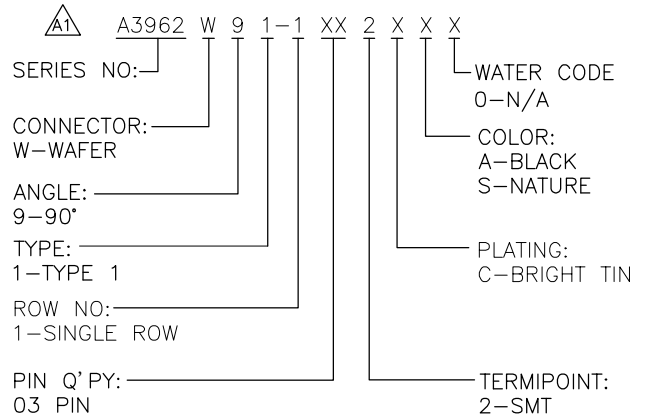 A1 A3962 W 9 1-1 XX 2 X X X
SERIES NO:
WATER CODE
0-N/A
CONNECTOR:
W-WAFER
COLOR:
A-BLACK
S-NATURE
ANGLE:
9-90°
TYPE:
1-TYPE 1
PLATING:
C-BRIGHT TIN
ROW NO:
1-SINGLE ROW
PIN Q'PY:
03 PIN
TERMIPOINT:
2-SMT